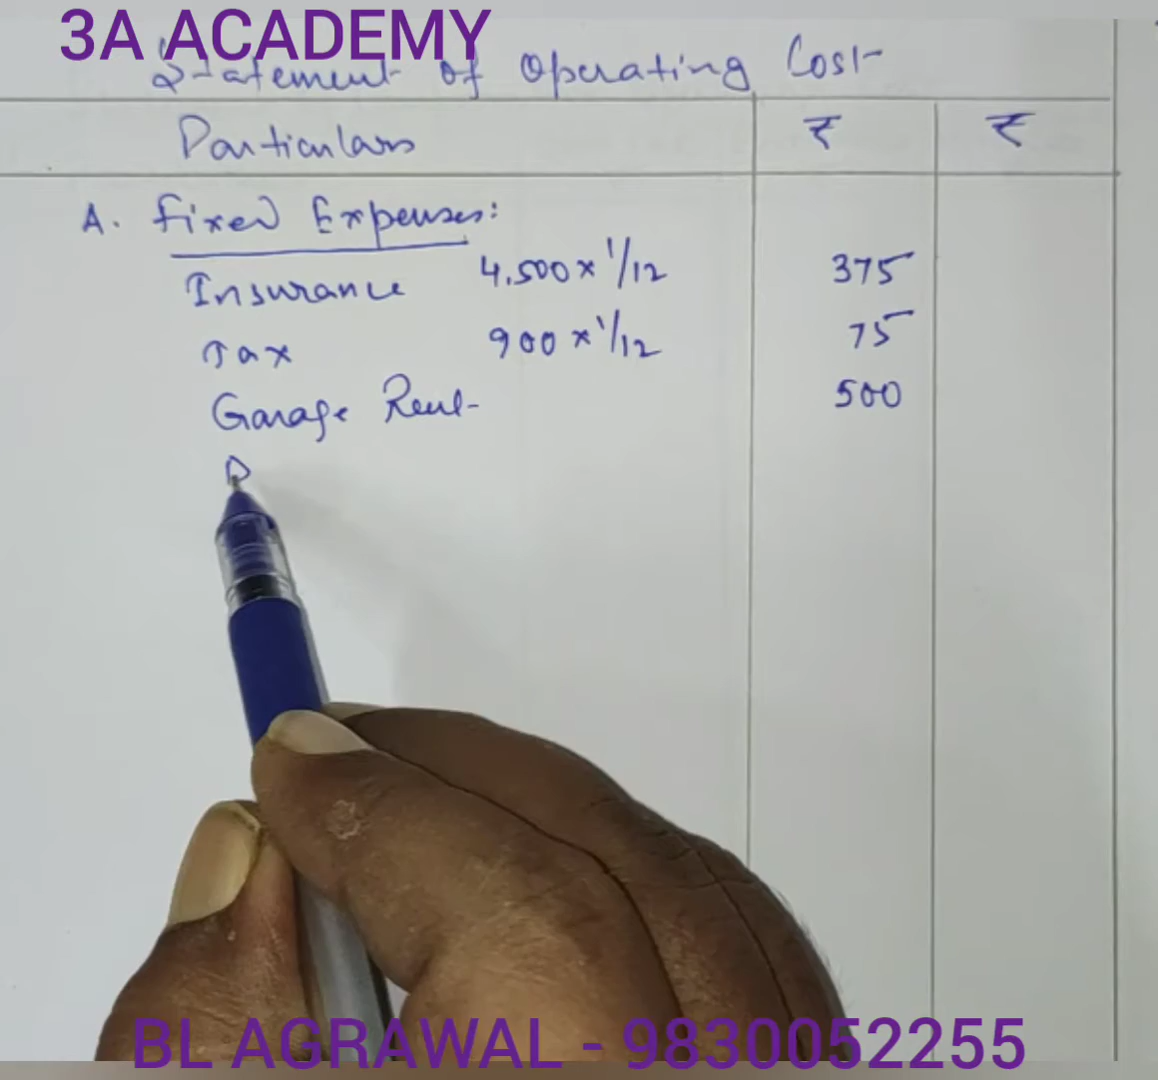 3A ACADEMY
Statement of Operating Cost
Particulars ₹ ₹
A. Fixed Expenses:
Insurance 4,500 × 1/12 375
Tax 900 × 1/12 75
Garage Rent 500
D
BL AGRAWAL - 9830052255